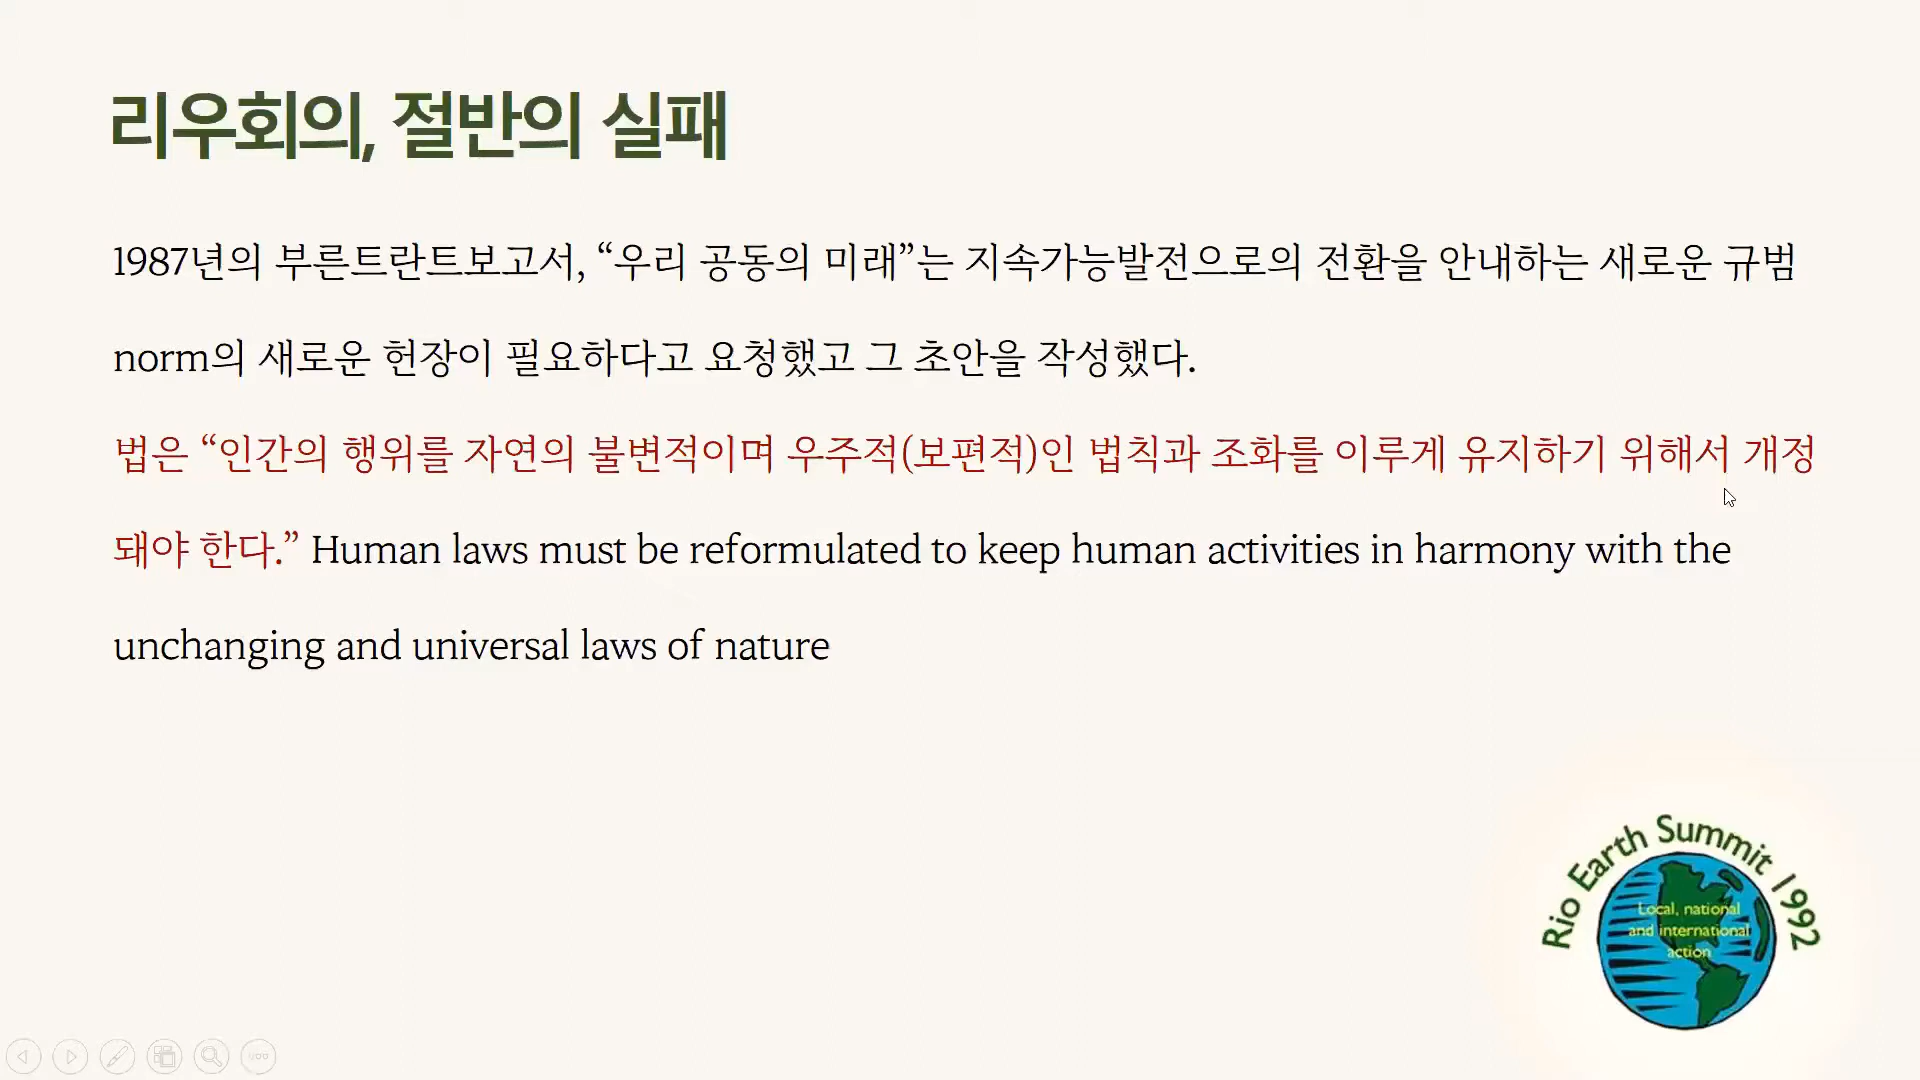 리우회의, 절반의 실패
1987년의 부른트란트보고서, “우리 공동의 미래”는 지속가능발전으로의 전환을 안내하는 새로운 규범
norm의 새로운 헌장이 필요하다고 요청했고 그 초안을 작성했다.
법은 “인간의 행위를 자연의 불변적이며 우주적(보편적)인 법칙과 조화를 이루게 유지하기 위해서 개정
돼야 한다.” Human laws must be reformulated to keep human activities in harmony with the
unchanging and universal laws of nature
Rio Earth Summit 1992
Local, national
and international
action